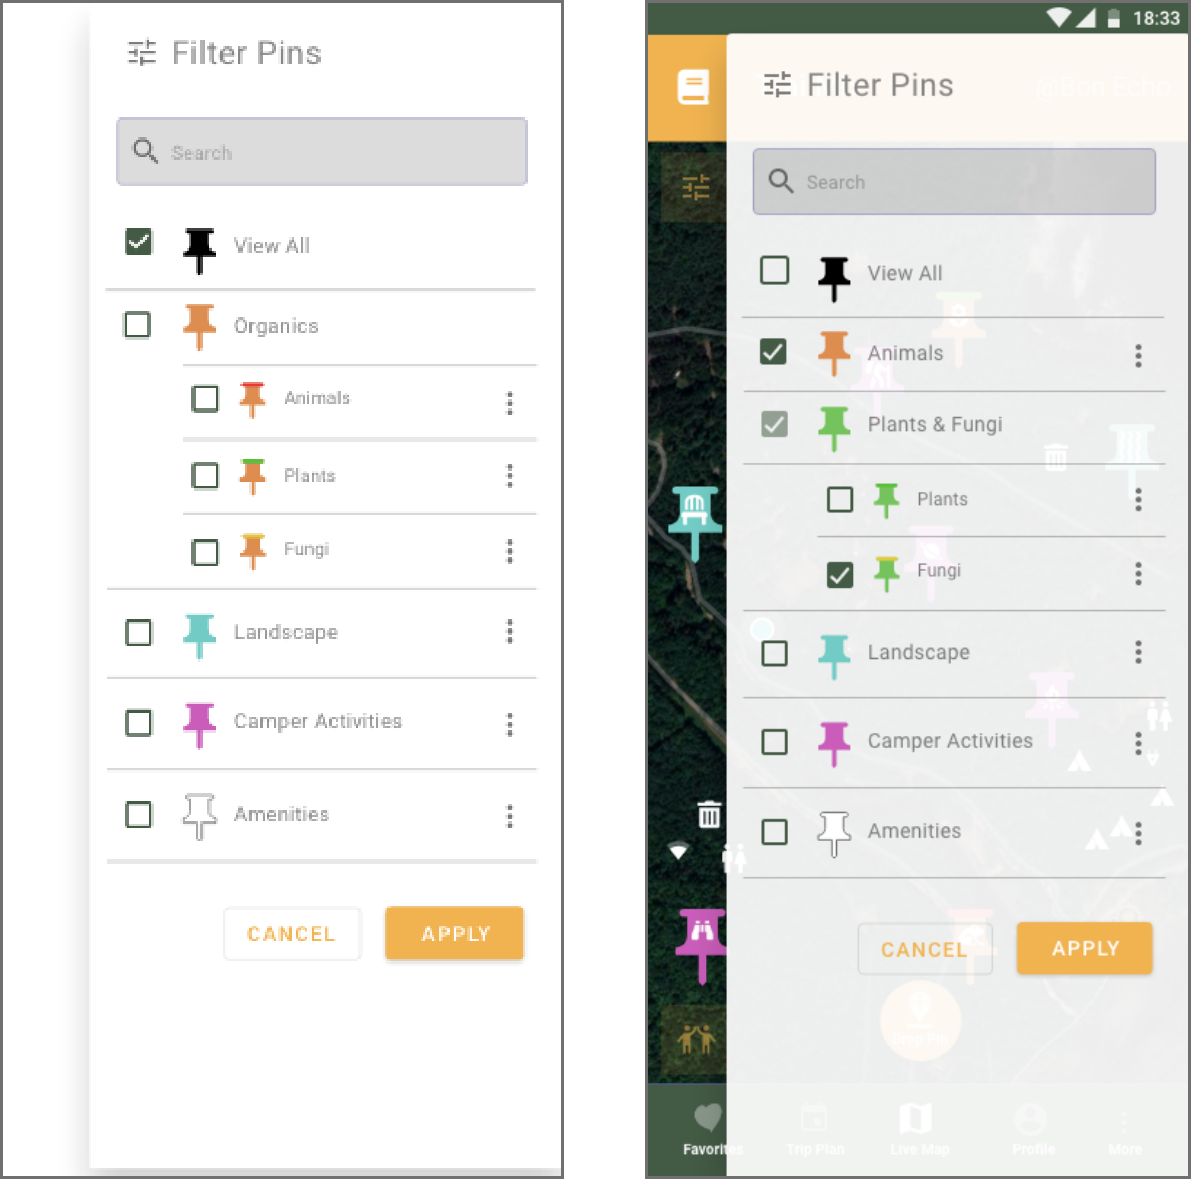 Filter Pins
Search
View All
Organics
Animals
Plants
Fungi
Landscape
Camper Activities
Amenities
CANCEL
APPLY
18:33
Filter Pins
@Bon Echo
Search
View All
Animals
Plants & Fungi
Plants
Fungi
Landscape
Camper Activities
Amenities
CANCEL
APPLY
Favorites
Trip Plan
Live Map
Profile
More